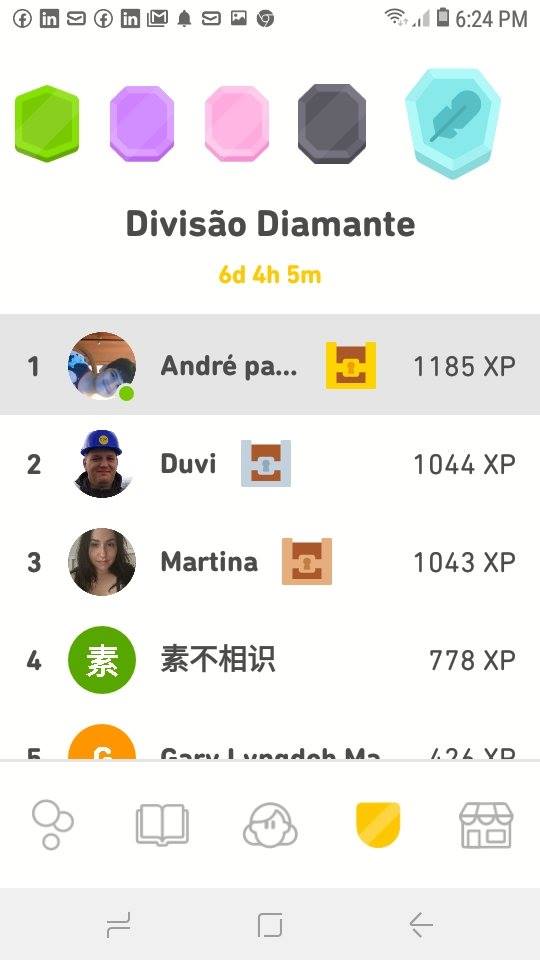 6:24 PM
Divisão Diamante
6d 4h 5m
1 André pa... 1185 XP
2 Duvi 1044 XP
3 Martina 1043 XP
4 素 素不相识 778 XP
5 G Gary Lyngdoh Ma 426 XP